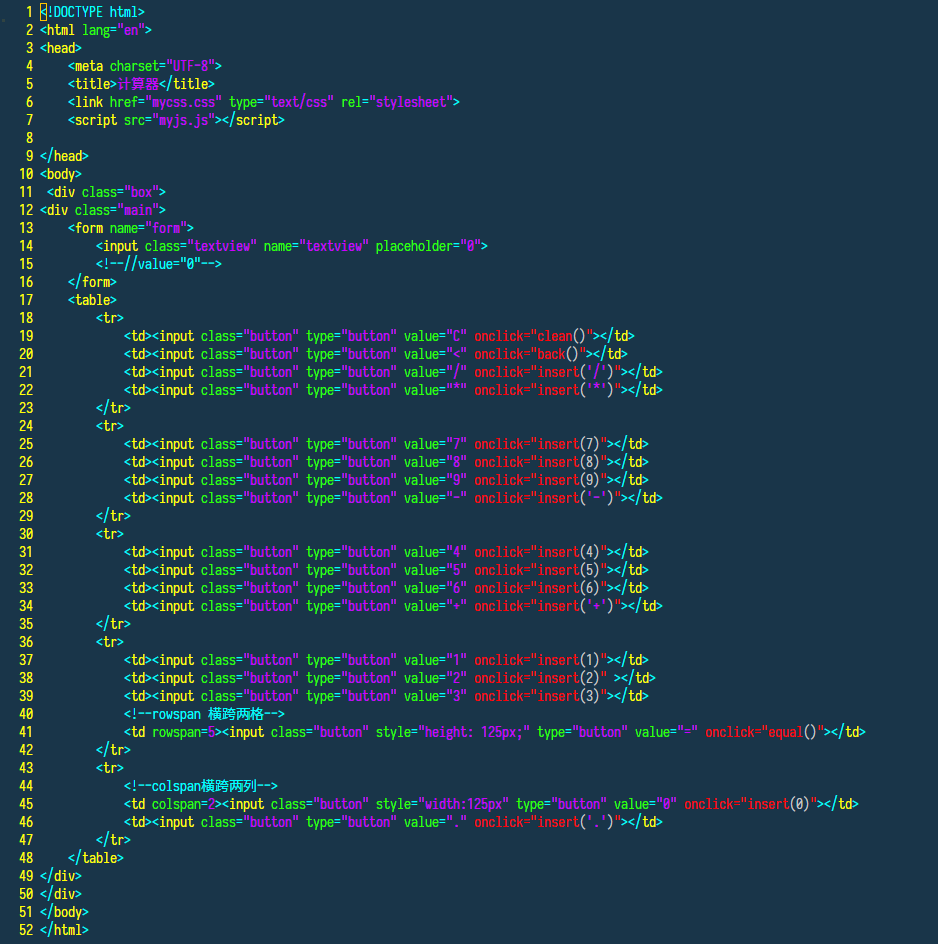 1 <!DOCTYPE html>
2 <html lang="en">
3 <head>
4     <meta charset="UTF-8">
5     <title>计算器</title>
6     <link href="mycss.css" type="text/css" rel="stylesheet">
7     <script src="myjs.js"></script>
8
9 </head>
10 <body>
11  <div class="box">
12 <div class="main">
13     <form name="form">
14         <input class="textview" name="textview" placeholder="0">
15         <!--//value="0"-->
16     </form>
17     <table>
18         <tr>
19             <td><input class="button" type="button" value="C" onclick="clean()"></td>
20             <td><input class="button" type="button" value="<" onclick="back()"></td>
21             <td><input class="button" type="button" value="/" onclick="insert('/')"></td>
22             <td><input class="button" type="button" value="*" onclick="insert('*')"></td>
23         </tr>
24         <tr>
25             <td><input class="button" type="button" value="7" onclick="insert(7)"></td>
26             <td><input class="button" type="button" value="8" onclick="insert(8)"></td>
27             <td><input class="button" type="button" value="9" onclick="insert(9)"></td>
28             <td><input class="button" type="button" value="-" onclick="insert('-')"></td>
29         </tr>
30         <tr>
31             <td><input class="button" type="button" value="4" onclick="insert(4)"></td>
32             <td><input class="button" type="button" value="5" onclick="insert(5)"></td>
33             <td><input class="button" type="button" value="6" onclick="insert(6)"></td>
34             <td><input class="button" type="button" value="+" onclick="insert('+')"></td>
35         </tr>
36         <tr>
37             <td><input class="button" type="button" value="1" onclick="insert(1)"></td>
38             <td><input class="button" type="button" value="2" onclick="insert(2)" ></td>
39             <td><input class="button" type="button" value="3" onclick="insert(3)"></td>
40             <!--rowspan 横跨两格-->
41             <td rowspan=5><input class="button" style="height: 125px;" type="button" value="=" onclick="equal()"></td>
42         </tr>
43         <tr>
44             <!--colspan横跨两列-->
45             <td colspan=2><input class="button" style="width:125px" type="button" value="0" onclick="insert(0)"></td>
46             <td><input class="button" type="button" value="." onclick="insert('.')"></td>
47         </tr>
48     </table>
49 </div>
50 </div>
51 </body>
52 </html>